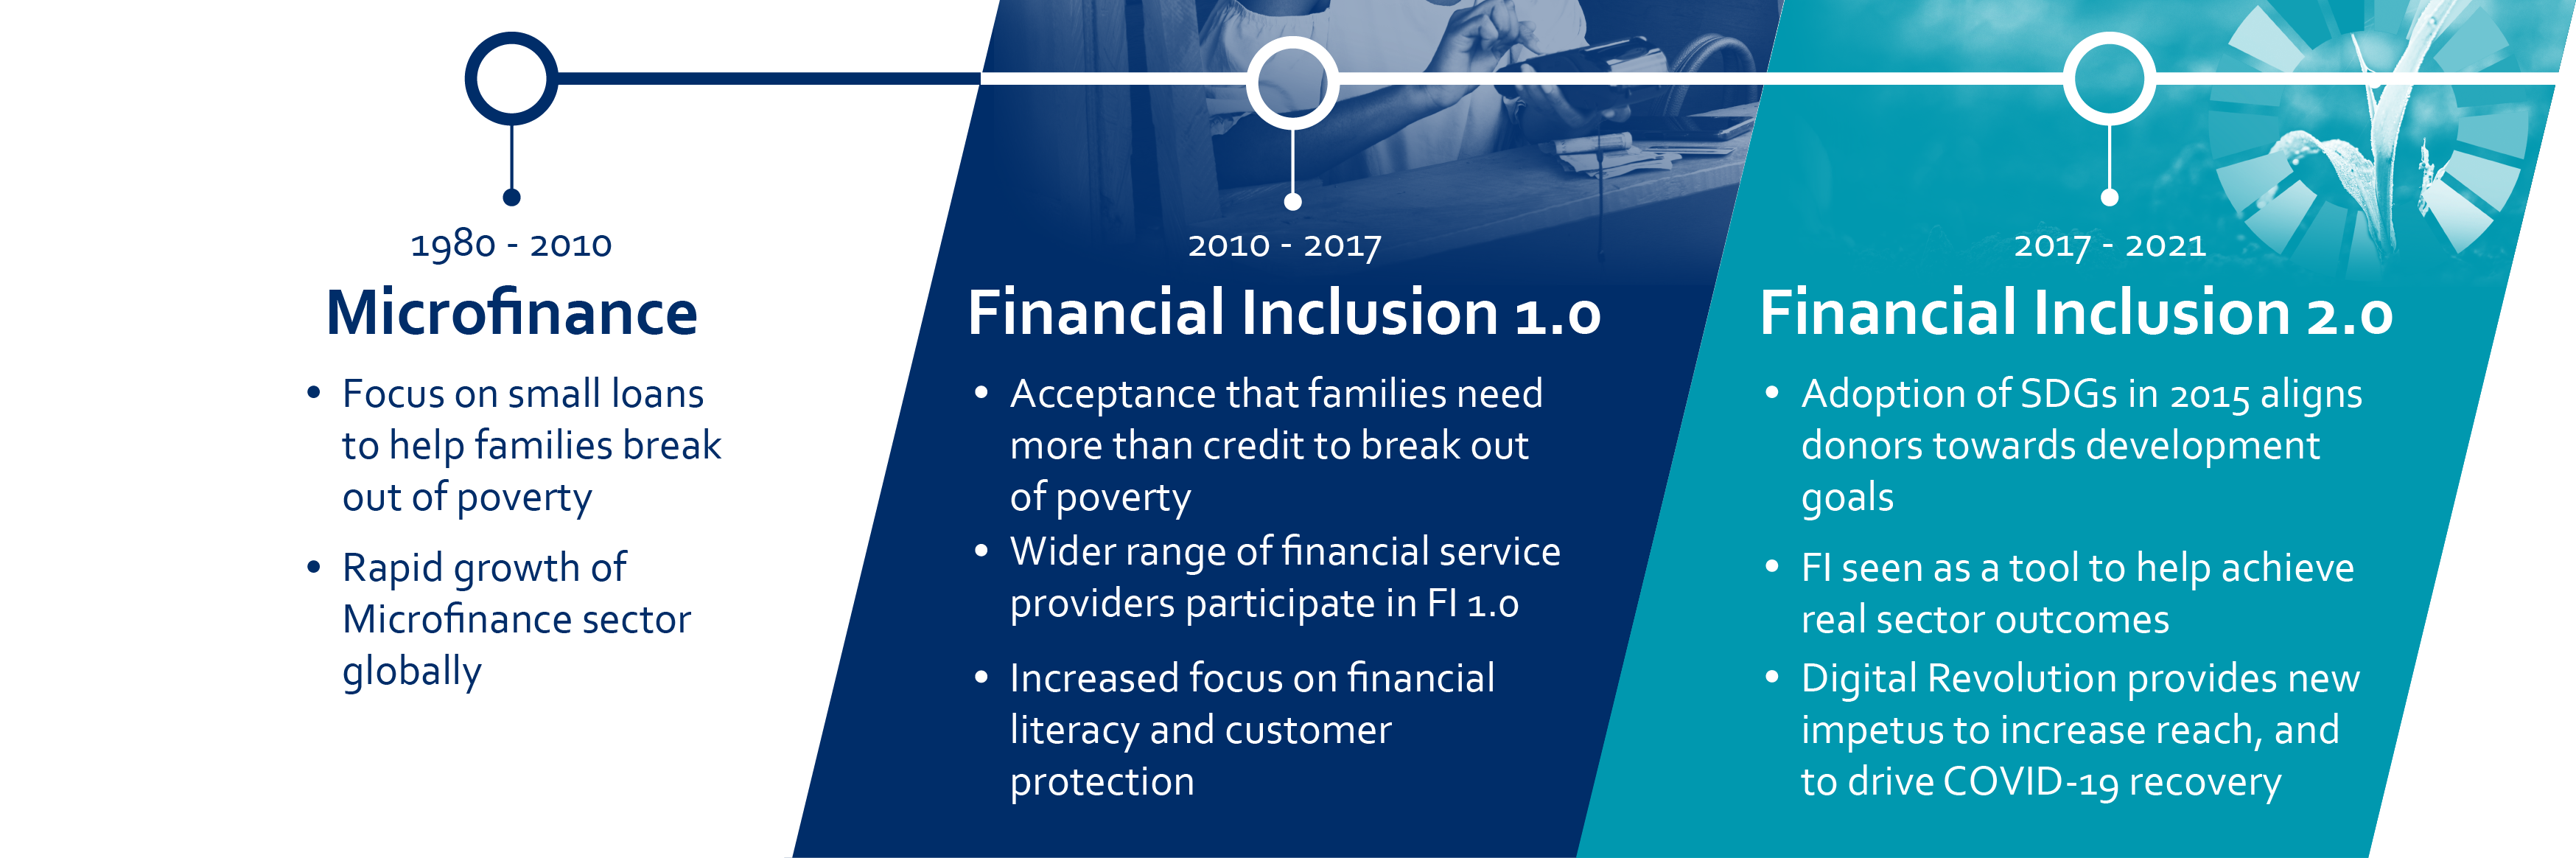 1980 - 2010
Microfinance
• Focus on small loans
to help families break
out of poverty
• Rapid growth of
Microfinance sector
globally
2010 - 2017
Financial Inclusion 1.0
• Acceptance that families need
more than credit to break out
of poverty
• Wider range of financial service
providers participate in FI 1.0
• Increased focus on financial
literacy and customer
protection
2017 - 2021
Financial Inclusion 2.0
• Adoption of SDGs in 2015 aligns
donors towards development
goals
• FI seen as a tool to help achieve
real sector outcomes
• Digital Revolution provides new
impetus to increase reach, and
to drive COVID-19 recovery